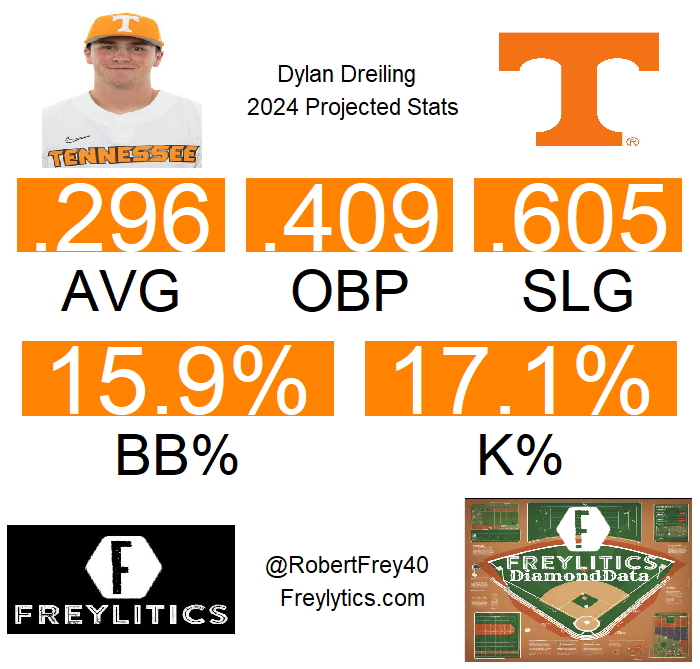 T
Dylan Dreiling
2024 Projected Stats
T
®
TENNESSEE
.296
.409
.605
AVG
OBP
SLG
15.9%
17.1%
BB%
K%
F
FREYLITICS
@RobertFrey40
Freylytics.com
F
FREYLITICS
DiamondData